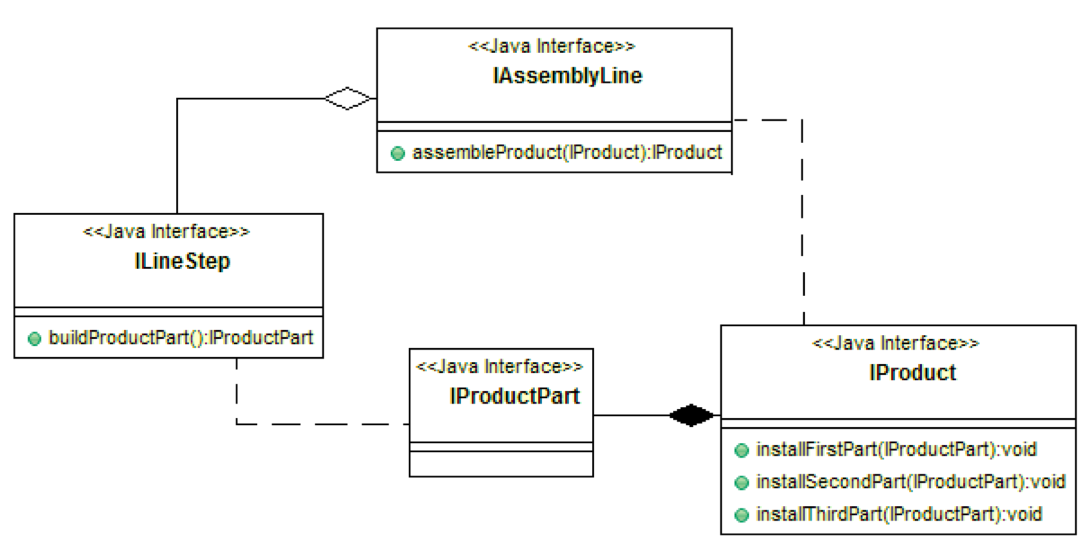 <<Java Interface>>
IAssemblyLine
assembleProduct(IProduct):IProduct
<<Java Interface>>
ILineStep
buildProductPart():IProductPart
<<Java Interface>>
IProductPart
<<Java Interface>>
IProduct
installFirstPart(IProductPart):void
installSecondPart(IProductPart):void
installThirdPart(IProductPart):void